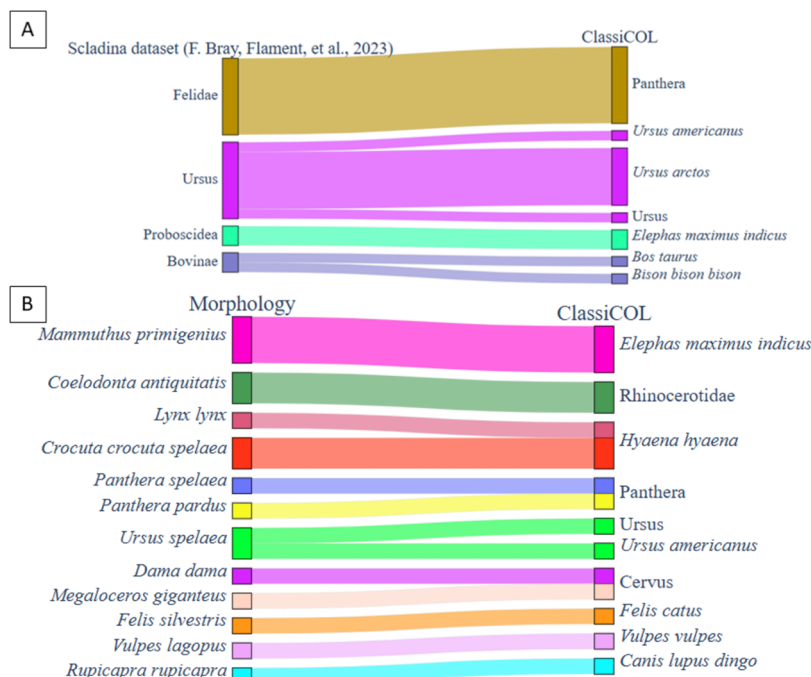 A
Scladina dataset (F. Bray, Flament, et al., 2023)
ClassiCOL
Felidae
Panthera
Ursus americanus
Ursus
Ursus arctos
Ursus
Proboscidea
Elephas maximus indicus
Bovinae
Bos taurus
Bison bison bison
B
Morphology
ClassiCOL
Mammuthus primigenius
Elephas maximus indicus
Coelodonta antiquitatis
Rhinocerotidae
Lynx lynx
Crocuta crocuta spelaea
Hyaena hyaena
Panthera spelaea
Panthera
Panthera pardus
Ursus spelaea
Ursus
Ursus americanus
Dama dama
Cervus
Megaloceros giganteus
Felis silvestris
Felis catus
Vulpes lagopus
Vulpes vulpes
Rupicapra rupicapra
Canis lupus dingo